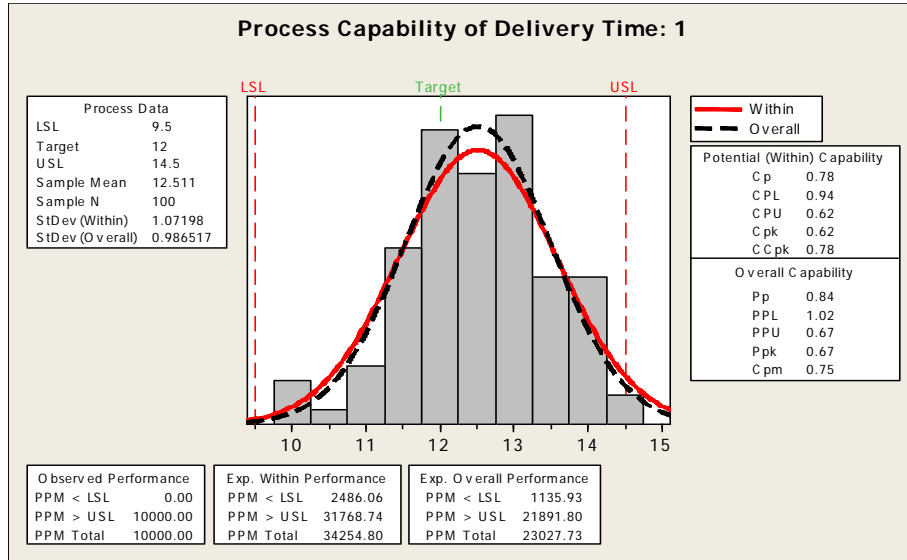 Process Capability of Delivery Time: 1
LSL Target USL
Process Data
LSL 9.5
Target 12
USL 14.5
Sample Mean 12.511
Sample N 100
StDev(Within) 1.07198
StDev(Overall) 0.986517
Within
Overall
Potential (Within) Capability
Cp 0.78
CPL 0.94
CPU 0.62
Cpk 0.62
CCpk 0.78
Overall Capability
Pp 0.84
PPL 1.02
PPU 0.67
Ppk 0.67
Cpm 0.75
10 11 12 13 14 15
Observed Performance
PPM < LSL 0.00
PPM > USL 10000.00
PPM Total 10000.00
Exp. Within Performance
PPM < LSL 2486.06
PPM > USL 31768.74
PPM Total 34254.80
Exp. Overall Performance
PPM < LSL 1135.93
PPM > USL 21891.80
PPM Total 23027.73